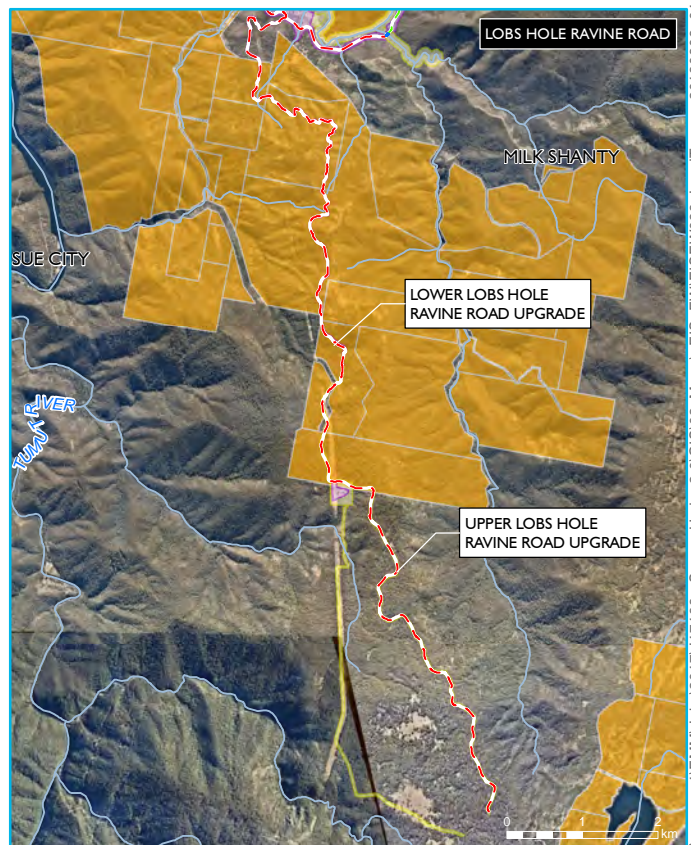 LOBS HOLE RAVINE ROAD
MILK SHANTY
SUE CITY
LOWER LOBS HOLE
RAVINE ROAD UPGRADE
TUMUT RIVER
UPPER LOBS HOLE
RAVINE ROAD UPGRADE
0 1 2
km